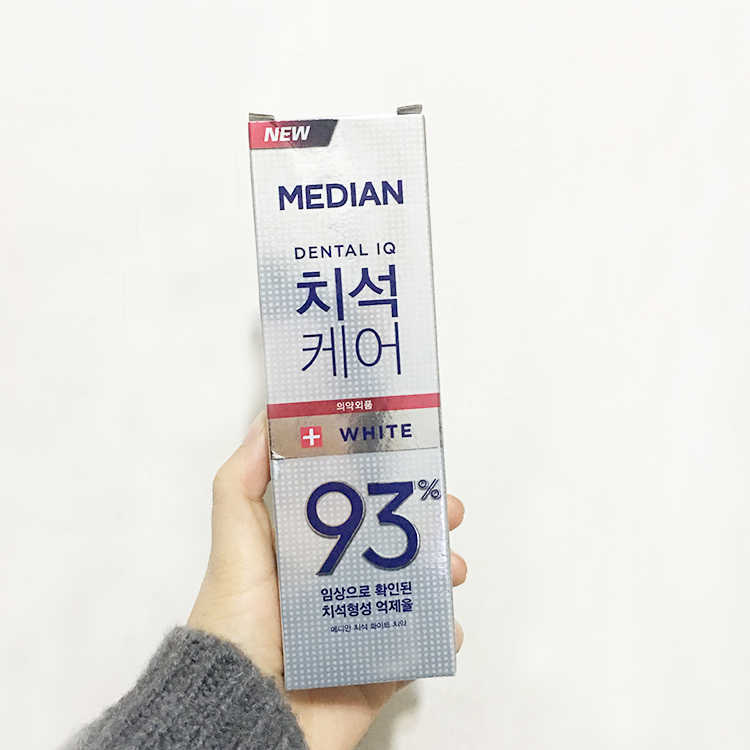 NEW
MEDIAN
DENTAL IQ
치석
케어
의약외품
WHITE
93%
임상으로 확인된
치석형성 억제율
메디안 치석 화이트 치약